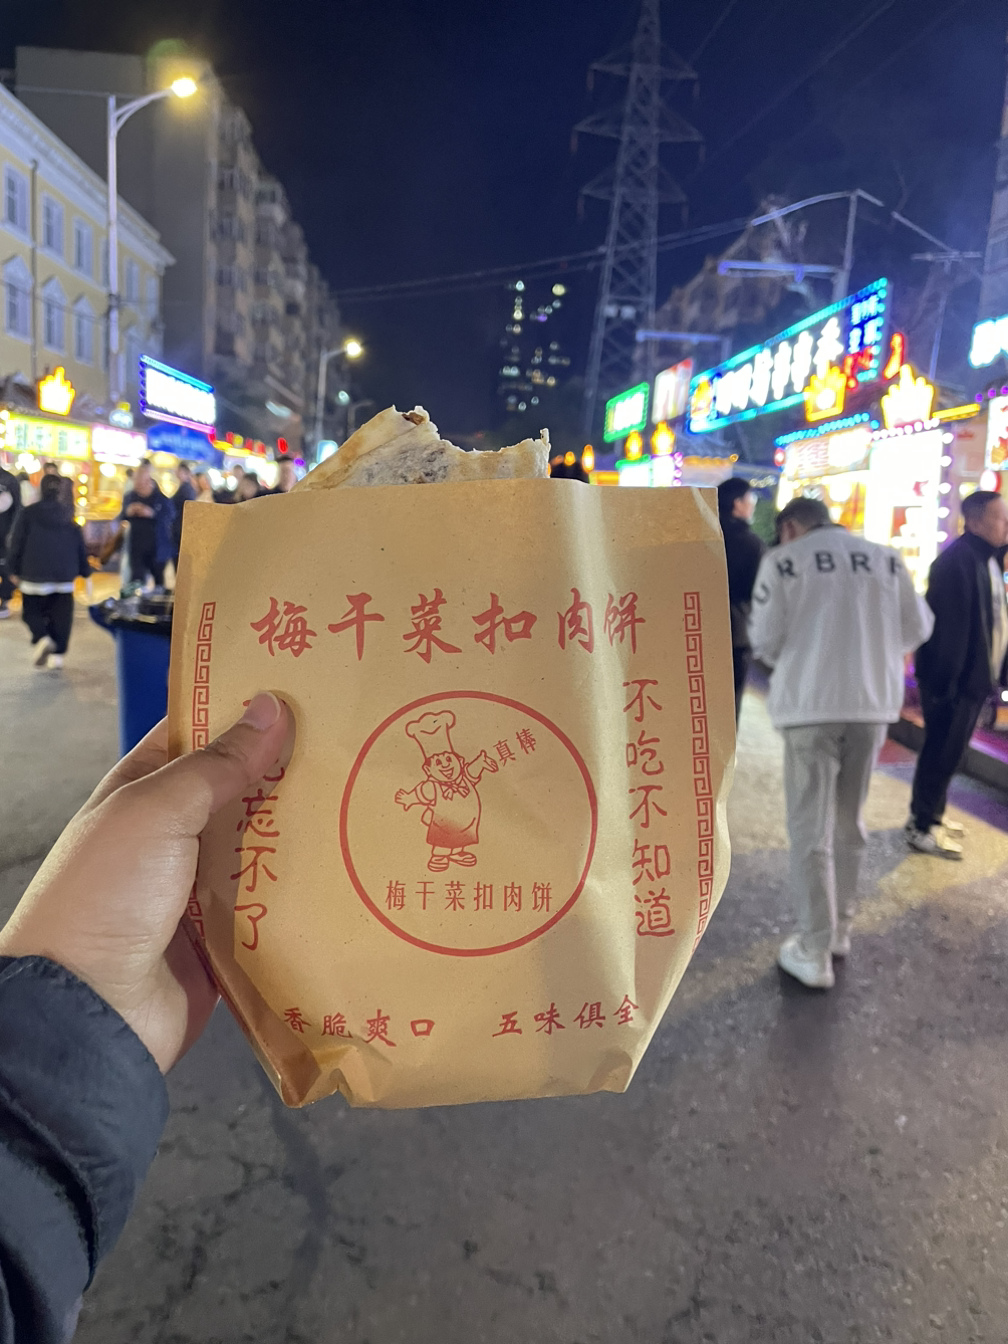 梅干菜扣肉饼
不吃不知道
忘不了
真棒
梅干菜扣肉饼
香脆爽口 五味俱全
URBRE